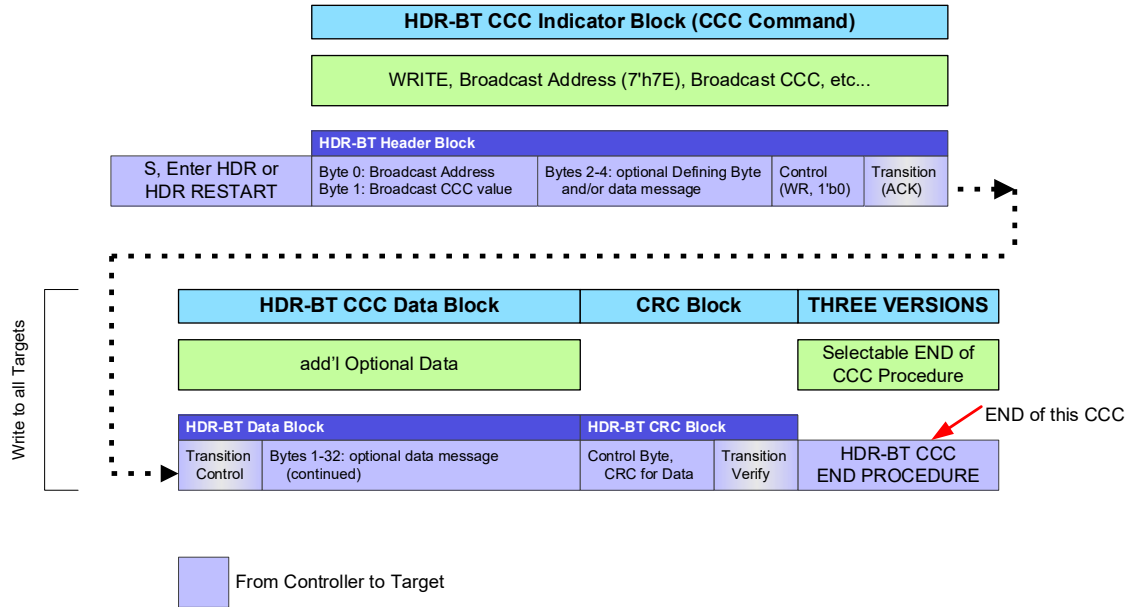 HDR-BT CCC Indicator Block (CCC Command)
WRITE, Broadcast Address (7'h7E), Broadcast CCC, etc...
HDR-BT Header Block
S, Enter HDR or
HDR RESTART
Byte 0: Broadcast Address
Byte 1: Broadcast CCC value
Bytes 2-4: optional Defining Byte
and/or data message
Control
(WR, 1'b0)
Transition
(ACK)
Write to all Targets
HDR-BT CCC Data Block
CRC Block
THREE VERSIONS
add'l Optional Data
Selectable END of
CCC Procedure
END of this CCC
HDR-BT Data Block
HDR-BT CRC Block
Transition
Control
Bytes 1-32: optional data message
(continued)
Control Byte,
CRC for Data
Transition
Verify
HDR-BT CCC
END PROCEDURE
From Controller to Target